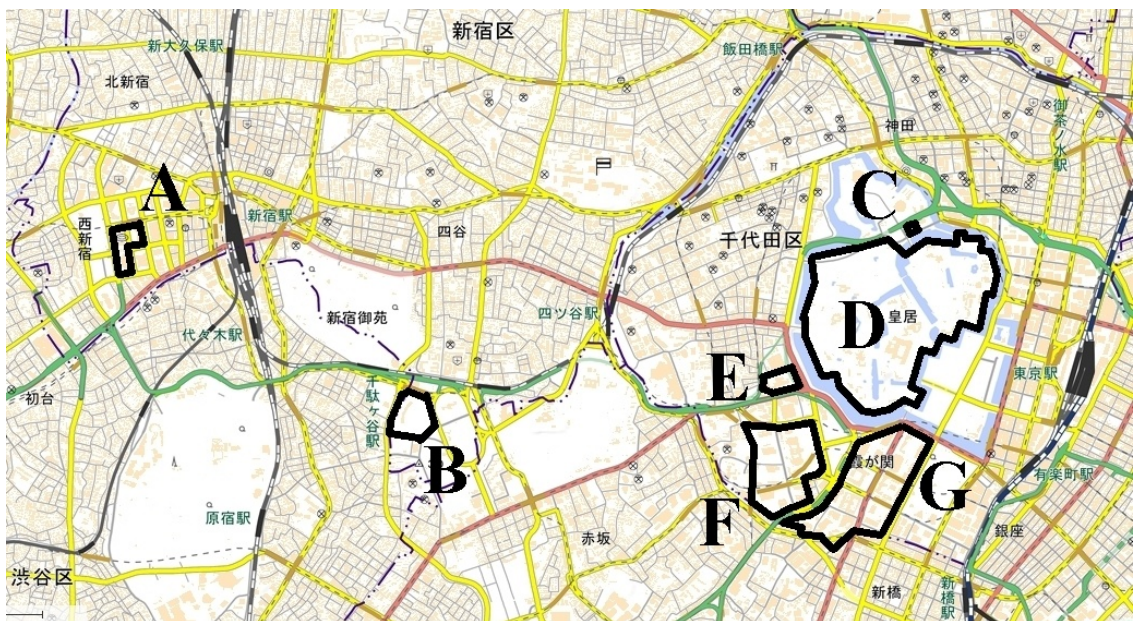 新宿区
新大久保駅
飯田橋駅
北新宿
御茶ノ水駅
神田
A
C
新宿駅
西新宿
四谷
千代田区
新宿御苑
四ツ谷駅
D
皇居
代々木駅
E
東京駅
初台
千駄ヶ谷駅
B
霞が関
G
有楽町駅
F
原宿駅
赤坂
銀座
渋谷区
新橋
新橋駅